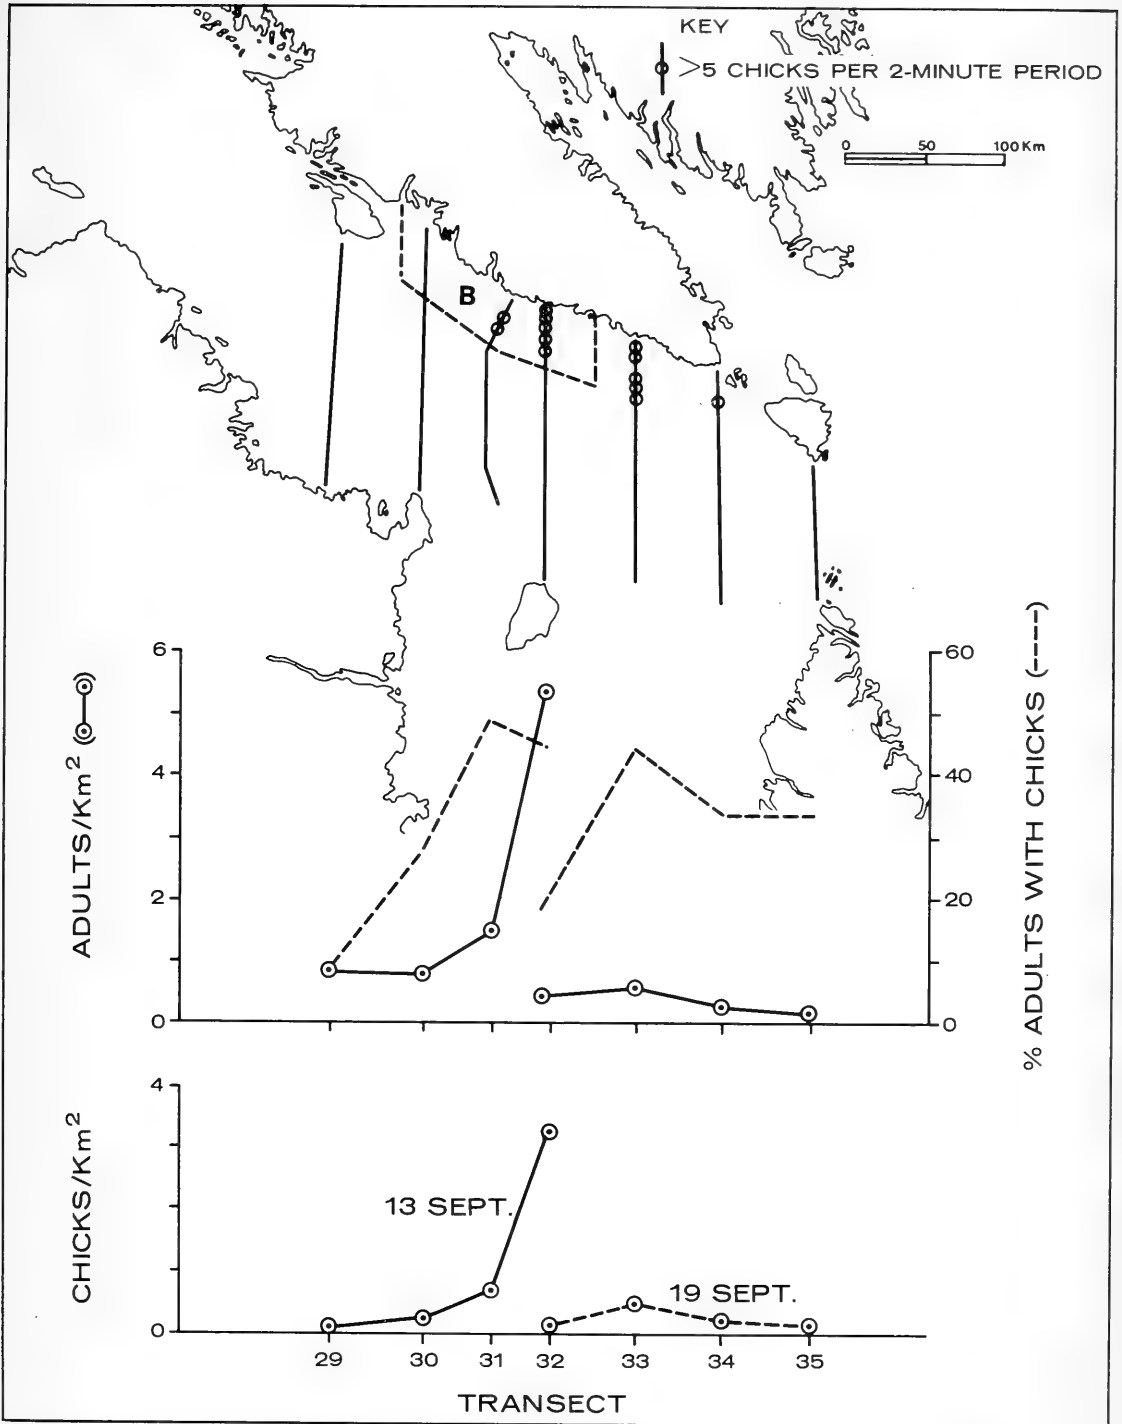 KEY
>5 CHICKS PER 2-MINUTE PERIOD
0 50 100 Km
B
6
4
2
0
ADULTS/Km²
60
40
20
0
% ADULTS WITH CHICKS (----)
4
0
CHICKS/Km²
13 SEPT.
19 SEPT.
29 30 31 32 33 34 35
TRANSECT